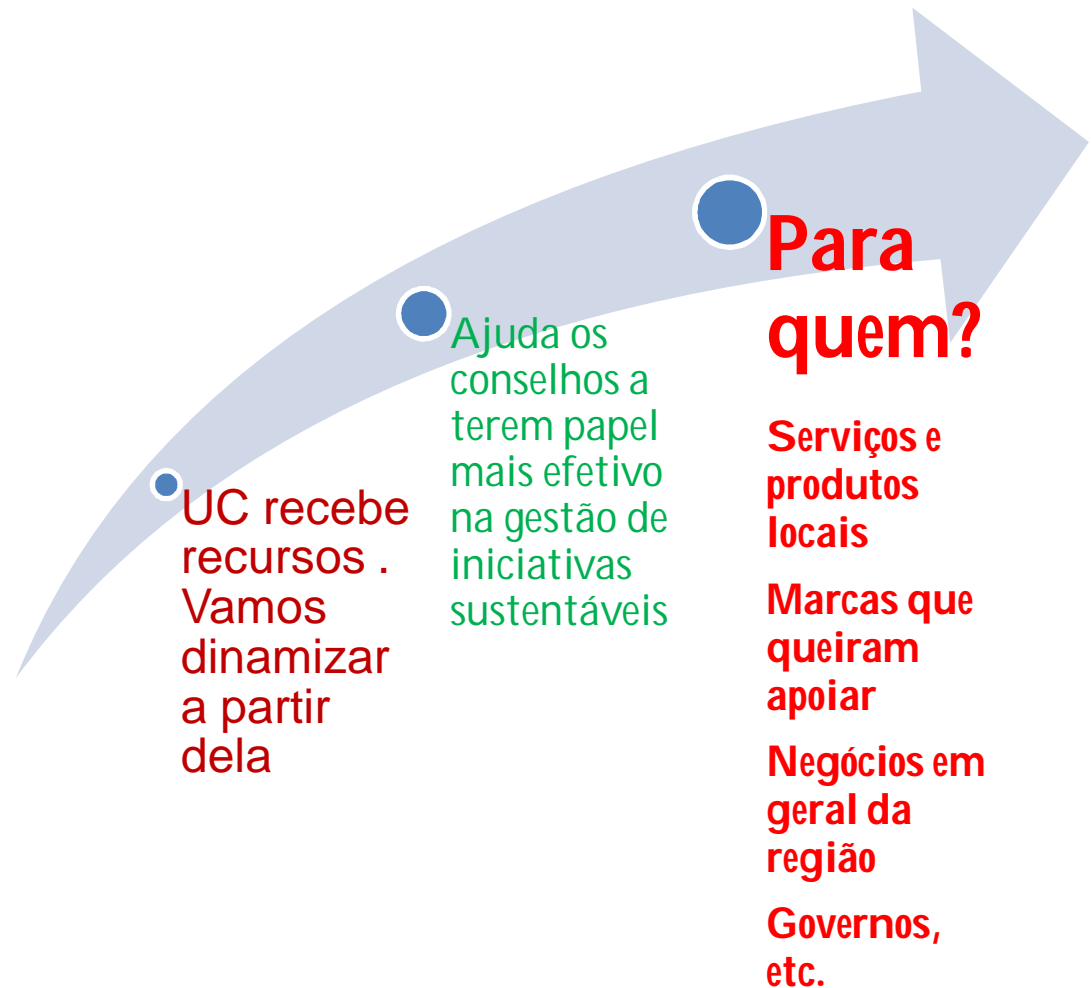 UC recebe
recursos .
Vamos
dinamizar
a partir
dela
Ajuda os
conselhos a
terem papel
mais efetivo
na gestão de
iniciativas
sustentáveis
Para
quem?
Serviços e
produtos
locais
Marcas que
queiram
apoiar
Negócios em
geral da
região
Governos,
etc.